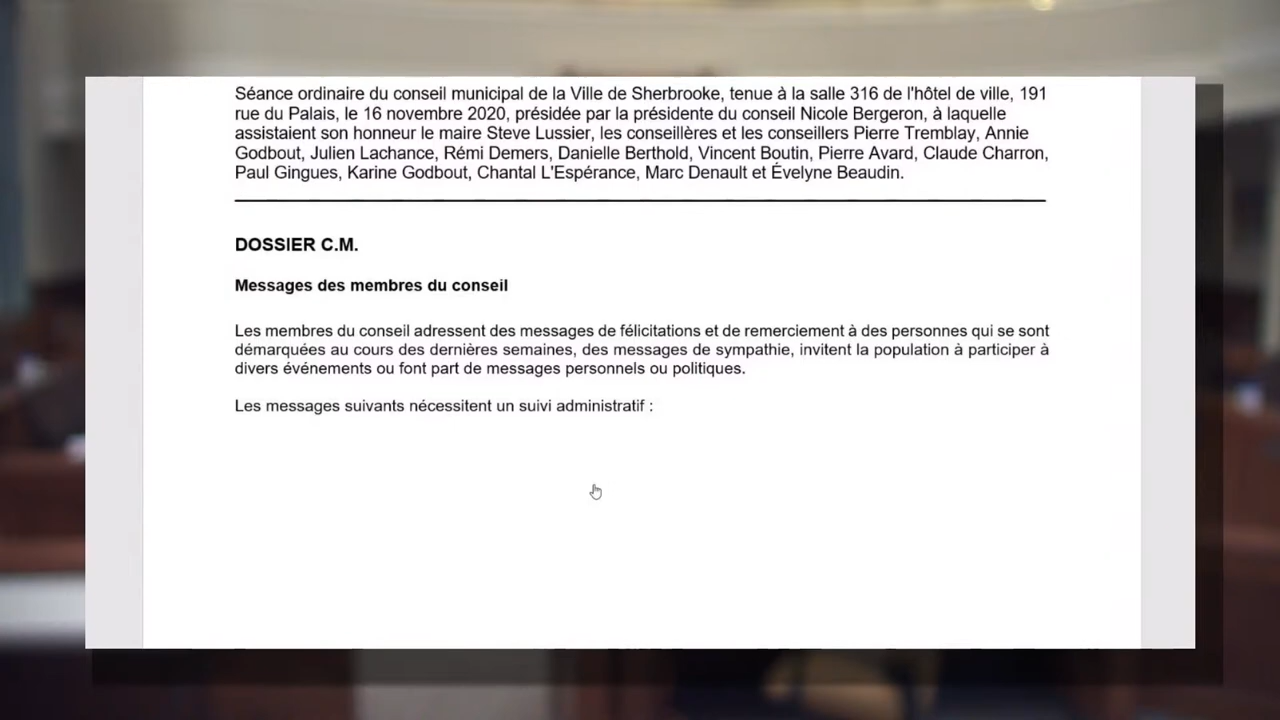 Séance ordinaire du conseil municipal de la Ville de Sherbrooke, tenue à la salle 316 de l'hôtel de ville, 191
rue du Palais, le 16 novembre 2020, présidée par la présidente du conseil Nicole Bergeron, à laquelle
assistaient son honneur le maire Steve Lussier, les conseillères et les conseillers Pierre Tremblay, Annie
Godbout, Julien Lachance, Rémi Demers, Danielle Berthold, Vincent Boutin, Pierre Avard, Claude Charron,
Paul Gingues, Karine Godbout, Chantal L'Espérance, Marc Denault et Évelyne Beaudin.
DOSSIER C.M.
Messages des membres du conseil
Les membres du conseil adressent des messages de félicitations et de remerciement à des personnes qui se sont
démarquées au cours des dernières semaines, des messages de sympathie, invitent la population à participer à
divers événements ou font part de messages personnels ou politiques.
Les messages suivants nécessitent un suivi administratif :